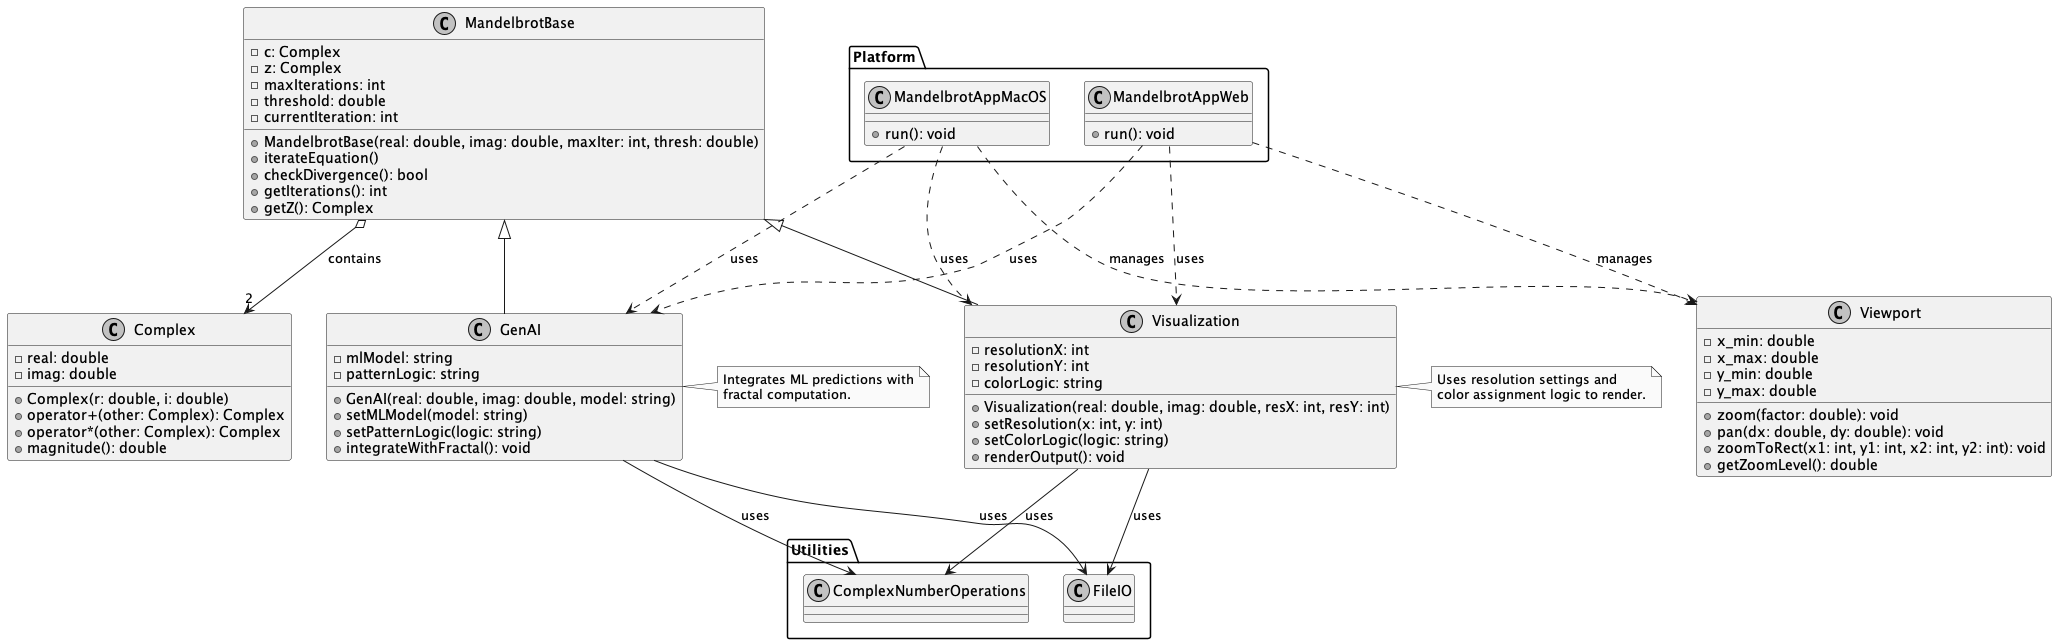 C MandelbrotBase
c: Complex
z: Complex
maxIterations: int
threshold: double
currentIteration: int
MandelbrotBase(real: double, imag: double, maxIter: int, thresh: double)
iterateEquation()
checkDivergence(): bool
getIterations(): int
getZ(): Complex
Platform
C MandelbrotAppMacOS
run(): void
C MandelbrotAppWeb
run(): void
contains
uses
uses
uses
manages
uses
manages
2
C Complex
real: double
imag: double
Complex(r: double, i: double)
operator+(other: Complex): Complex
operator*(other: Complex): Complex
magnitude(): double
C GenAI
mlModel: string
patternLogic: string
GenAI(real: double, imag: double, model: string)
setMLModel(model: string)
setPatternLogic(logic: string)
integrateWithFractal(): void
Integrates ML predictions with
fractal computation.
C Visualization
resolutionX: int
resolutionY: int
colorLogic: string
Visualization(real: double, imag: double, resX: int, resY: int)
setResolution(x: int, y: int)
setColorLogic(logic: string)
renderOutput(): void
Uses resolution settings and
color assignment logic to render.
C Viewport
x_min: double
x_max: double
y_min: double
y_max: double
zoom(factor: double): void
pan(dx: double, dy: double): void
zoomToRect(x1: int, y1: int, x2: int, y2: int): void
getZoomLevel(): double
uses
uses
uses
uses
Utilities
C ComplexNumberOperations
C FileIO